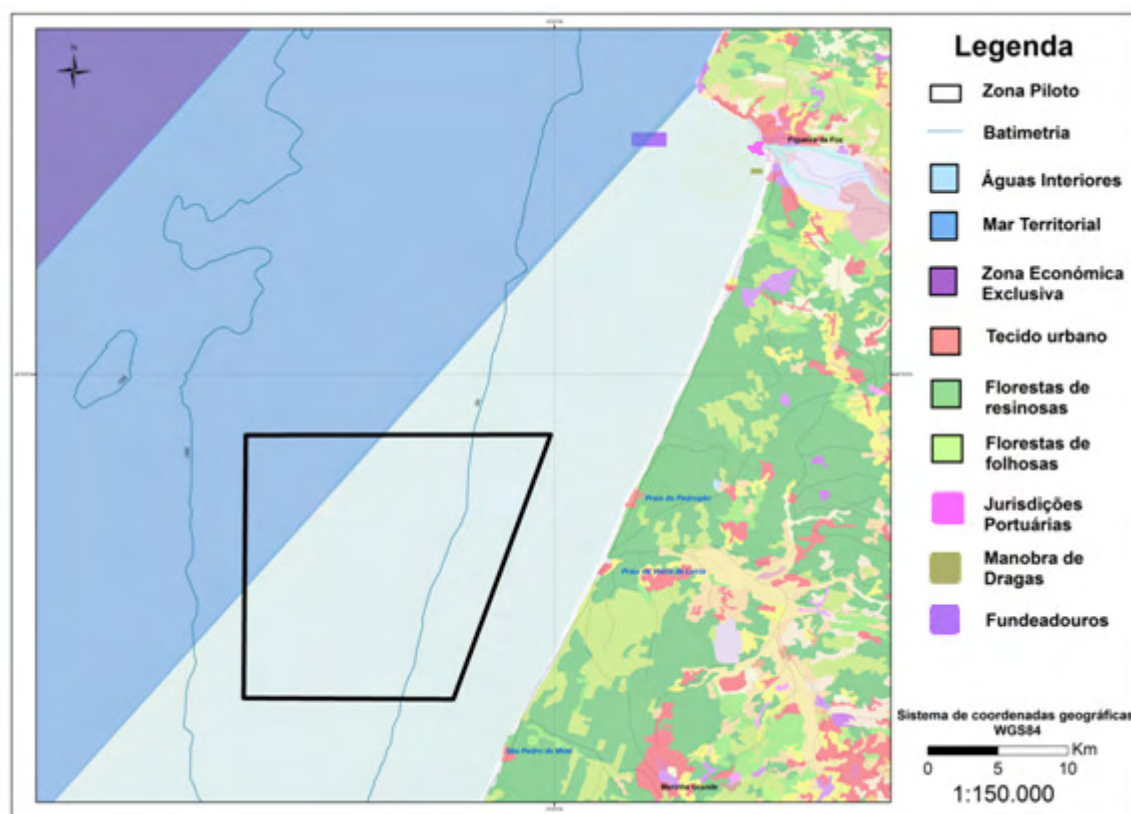 N
Figueira da Foz
Praia do Pedrogão
Praia da Vieira de Leiria
São Pedro de Moel
Marinha Grande
Legenda
Zona Piloto
Batimetria
Águas Interiores
Mar Territorial
Zona Económica
Exclusiva
Tecido urbano
Florestas de
resinosas
Florestas de
folhosas
Jurisdições
Portuárias
Manobra de
Dragas
Fundeadouros
Sistema de coordenadas geográficas
WGS84
Km
0 5 10
1:150.000